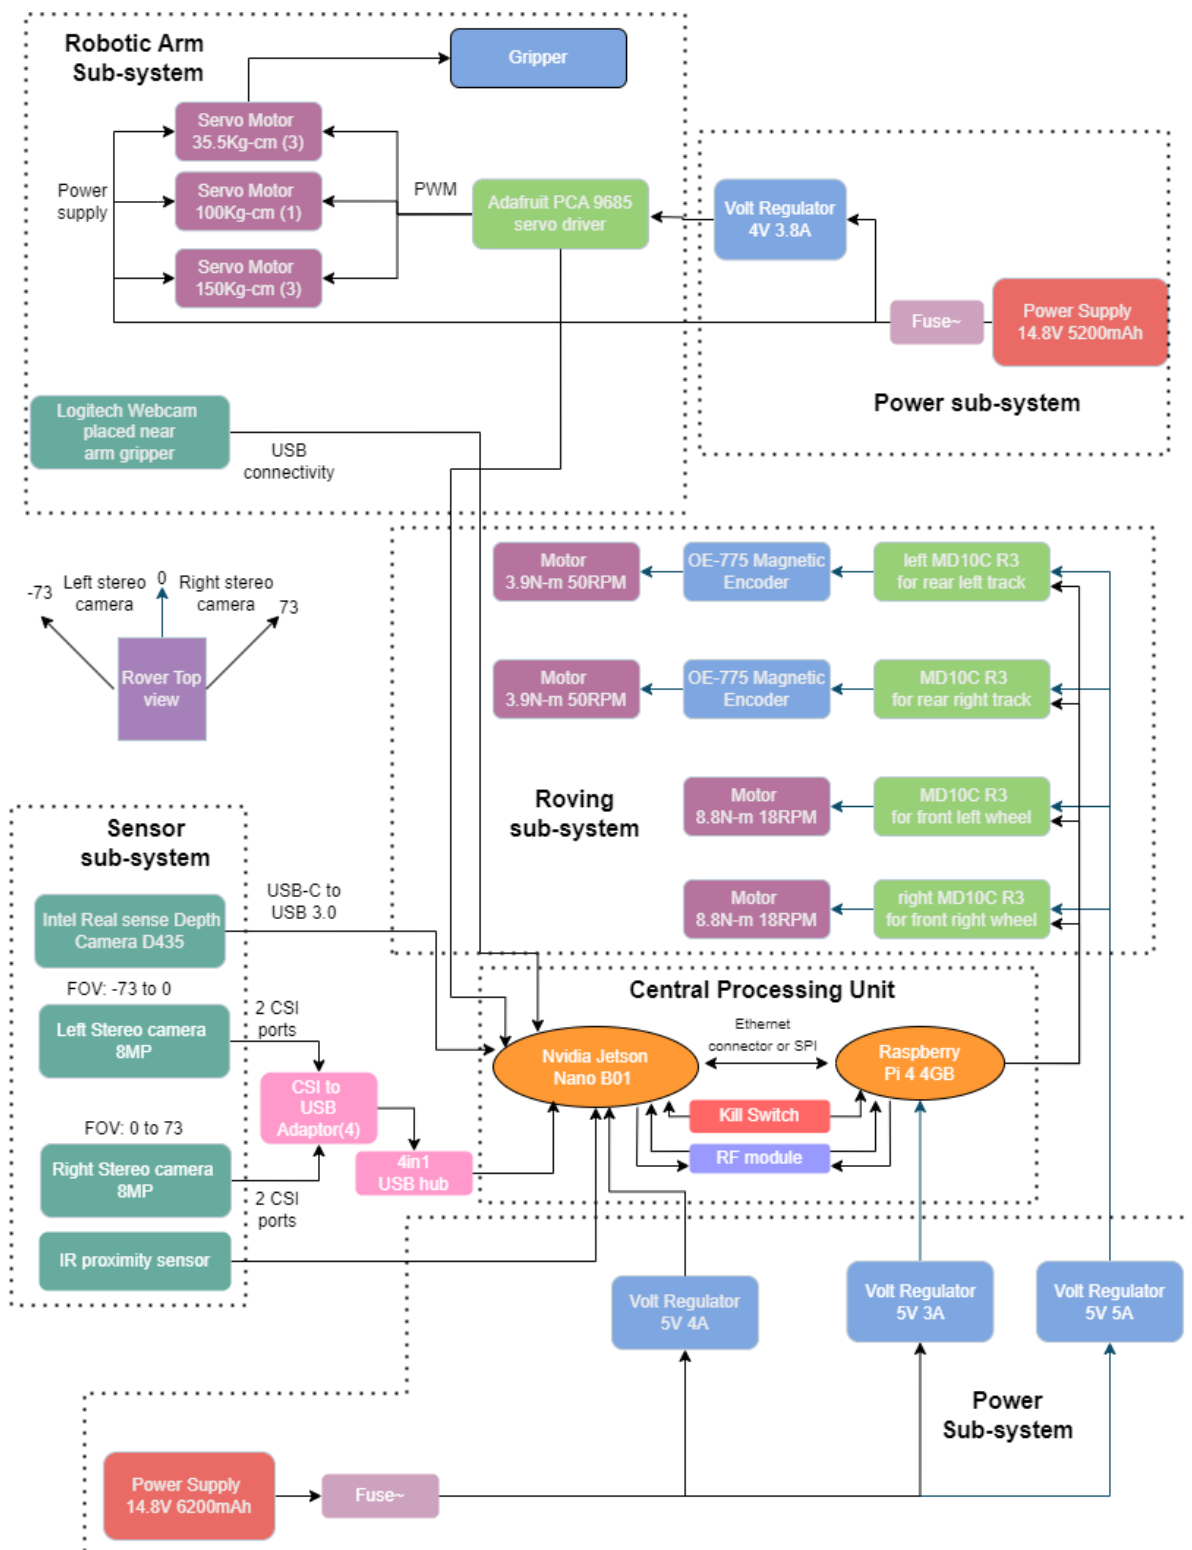 Robotic Arm
Sub-system
Gripper
Servo Motor
35.5Kg-cm (3)
Power
supply
Servo Motor
100Kg-cm (1)
PWM
Adafruit PCA 9685
servo driver
Volt Regulator
4V 3.8A
Servo Motor
150Kg-cm (3)
Fuse~
Power Supply
14.8V 5200mAh
Power sub-system
Logitech Webcam
placed near
arm gripper
USB
connectivity
Motor
3.9N-m 50RPM
OE-775 Magnetic
Encoder
left MD10C R3
for rear left track
-73
Left stereo
camera
0
Right stereo
camera
73
Rover Top
view
Motor
3.9N-m 50RPM
OE-775 Magnetic
Encoder
MD10C R3
for rear right track
Roving
sub-system
Motor
8.8N-m 18RPM
MD10C R3
for front left wheel
Motor
8.8N-m 18RPM
right MD10C R3
for front right wheel
Sensor
sub-system
Intel Real sense Depth
Camera D435
USB-C to
USB 3.0
FOV: -73 to 0
Left Stereo camera
8MP
2 CSI
ports
CSI to
USB
Adaptor(4)
FOV: 0 to 73
Right Stereo camera
8MP
2 CSI
ports
4in1
USB hub
IR proximity sensor
Central Processing Unit
Nvidia Jetson
Nano B01
Ethernet
connector or SPI
Raspberry
Pi 4 4GB
Kill Switch
RF module
Volt Regulator
5V 4A
Volt Regulator
5V 3A
Volt Regulator
5V 5A
Power
Sub-system
Power Supply
14.8V 6200mAh
Fuse~